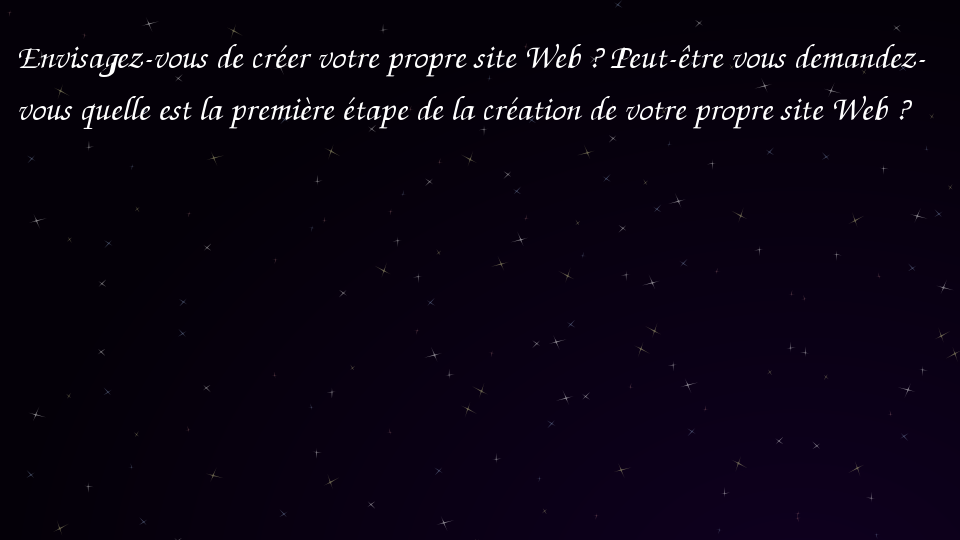 Envisagez-vous de créer votre propre site Web ? Peut-être vous demandez-
vous quelle est la première étape de la création de votre propre site Web ?